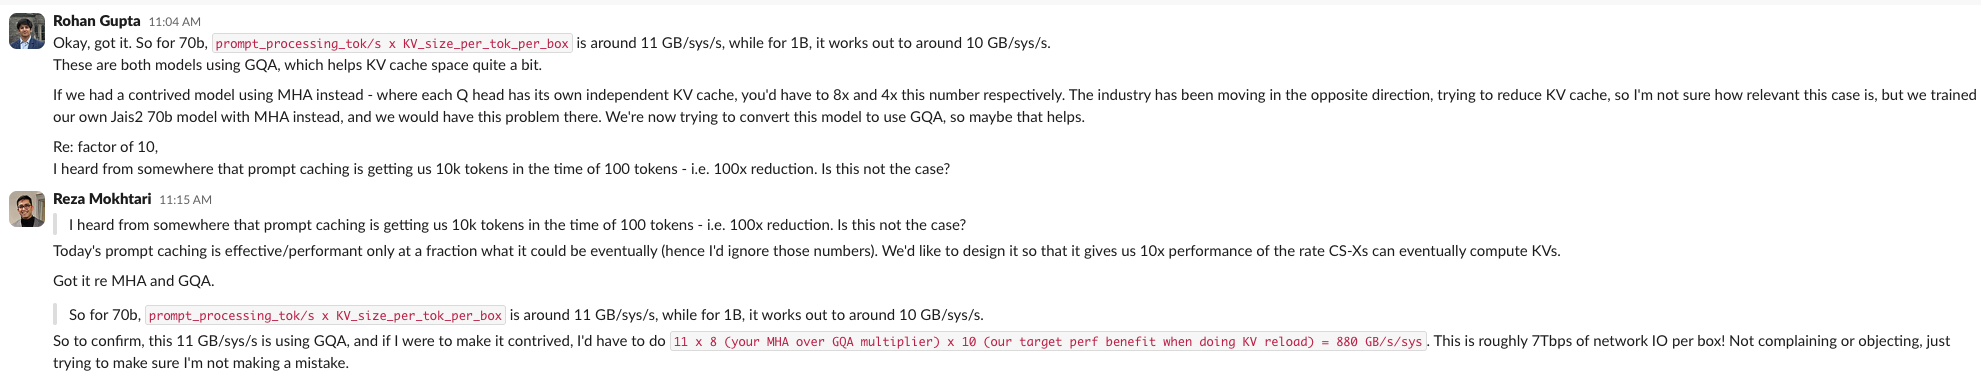 Rohan Gupta 11:04 AM
Okay, got it. So for 70b, prompt_processing_tok/s x KV_size_per_tok_per_box is around 11 GB/sys/s, while for 1B, it works out to around 10 GB/sys/s.
These are both models using GQA, which helps KV cache space quite a bit.
If we had a contrived model using MHA instead - where each Q head has its own independent KV cache, you'd have to 8x and 4x this number respectively. The industry has been moving in the opposite direction, trying to reduce KV cache, so I'm not sure how relevant this case is, but we trained
our own Jais2 70b model with MHA instead, and we would have this problem there. We're now trying to convert this model to use GQA, so maybe that helps.
Re: factor of 10,
I heard from somewhere that prompt caching is getting us 10k tokens in the time of 100 tokens - i.e. 100x reduction. Is this not the case?
Reza Mokhtari 11:15 AM
I heard from somewhere that prompt caching is getting us 10k tokens in the time of 100 tokens - i.e. 100x reduction. Is this not the case?
Today's prompt caching is effective/performant only at a fraction what it could be eventually (hence I'd ignore those numbers). We'd like to design it so that it gives us 10x performance of the rate CS-Xs can eventually compute KVs.
Got it re MHA and GQA.
So for 70b, prompt_processing_tok/s x KV_size_per_tok_per_box is around 11 GB/sys/s, while for 1B, it works out to around 10 GB/sys/s.
So to confirm, this 11 GB/sys/s is using GQA, and if I were to make it contrived, I'd have to do 11 x 8 (your MHA over GQA multiplier) x 10 (our target perf benefit when doing KV reload) = 880 GB/s/sys. This is roughly 7Tbps of network IO per box! Not complaining or objecting, just
trying to make sure I'm not making a mistake.